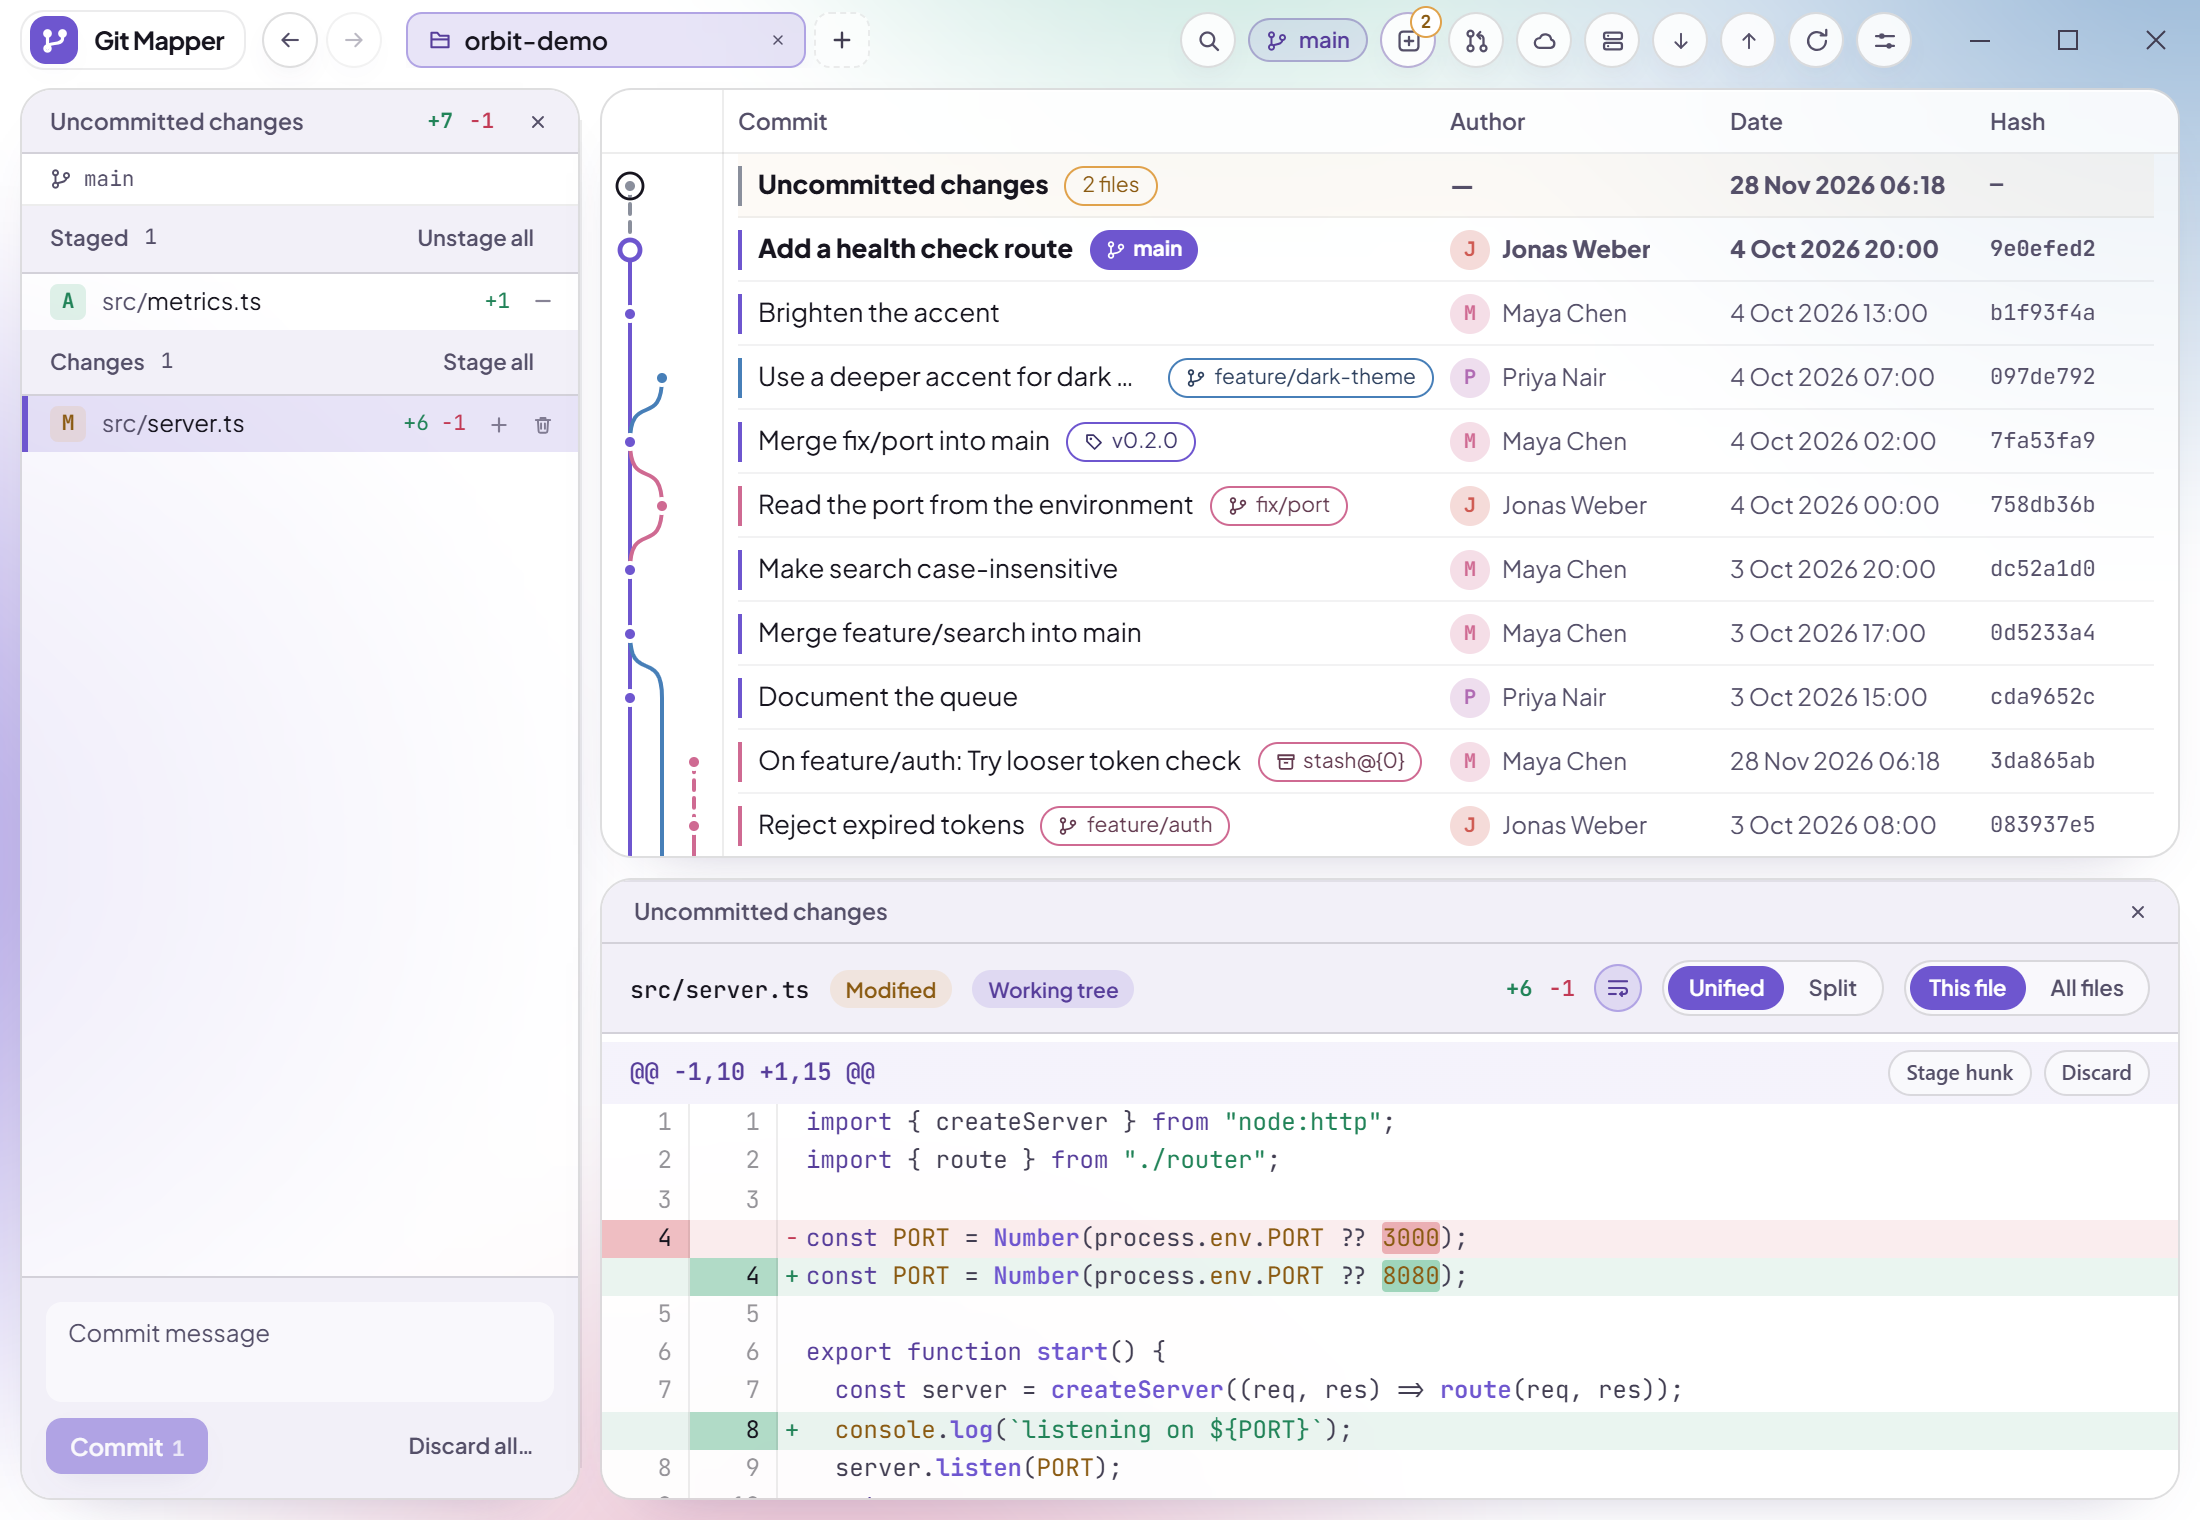 Git Mapper
orbit-demo
main
2
Uncommitted changes +7 -1
main
Staged 1 Unstage all
A src/metrics.ts +1
Changes 1 Stage all
M src/server.ts +6 -1
Commit message
Commit 1 Discard all...
Commit Author Date Hash
Uncommitted changes 2 files — 28 Nov 2026 06:18 –
Add a health check route main J Jonas Weber 4 Oct 2026 20:00 9e0efed2
Brighten the accent M Maya Chen 4 Oct 2026 13:00 b1f93f4a
Use a deeper accent for dark ... feature/dark-theme P Priya Nair 4 Oct 2026 07:00 097de792
Merge fix/port into main v0.2.0 M Maya Chen 4 Oct 2026 02:00 7fa53fa9
Read the port from the environment fix/port J Jonas Weber 4 Oct 2026 00:00 758db36b
Make search case-insensitive M Maya Chen 3 Oct 2026 20:00 dc52a1d0
Merge feature/search into main M Maya Chen 3 Oct 2026 17:00 0d5233a4
Document the queue P Priya Nair 3 Oct 2026 15:00 cda9652c
On feature/auth: Try looser token check stash@{0} M Maya Chen 28 Nov 2026 06:18 3da865ab
Reject expired tokens feature/auth J Jonas Weber 3 Oct 2026 08:00 083937e5
Uncommitted changes
src/server.ts Modified Working tree +6 -1 Unified Split This file All files
@@ -1,10 +1,15 @@ Stage hunk Discard
1 1 import { createServer } from "node:http";
2 2 import { route } from "./router";
3 3
4 - const PORT = Number(process.env.PORT ?? 3000);
4 + const PORT = Number(process.env.PORT ?? 8080);
5 5
6 6 export function start() {
7 7 const server = createServer((req, res) => route(req, res));
8 + console.log(`listening on ${PORT}`);
8 9 server.listen(PORT);